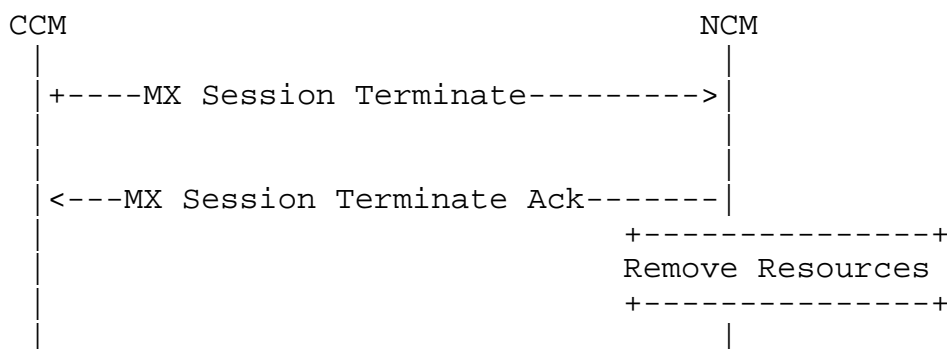 CCM NCM
MX Session Terminate
MX Session Terminate Ack
Remove Resources